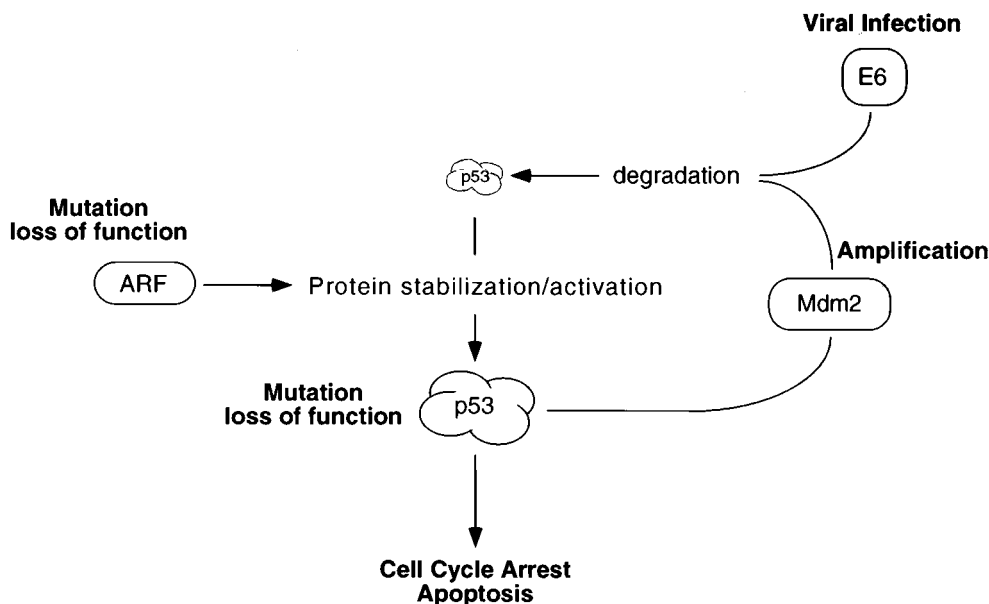 Viral Infection
E6
p53
degradation
Mutation
loss of function
Amplification
ARF
Protein stabilization/activation
Mdm2
Mutation
loss of function
p53
Cell Cycle Arrest
Apoptosis